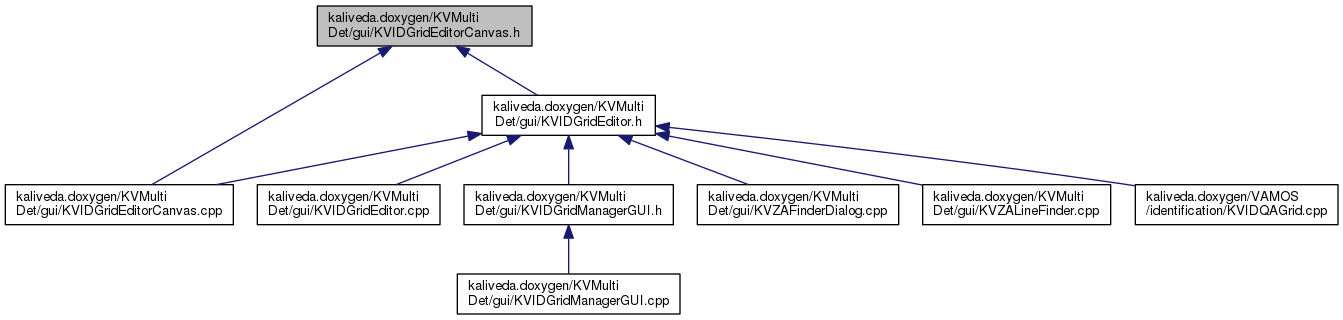 kaliveda.doxygen/KVMulti
Det/gui/KVIDGridEditorCanvas.h
kaliveda.doxygen/KVMulti
Det/gui/KVIDGridEditor.h
kaliveda.doxygen/KVMulti
Det/gui/KVIDGridEditorCanvas.cpp
kaliveda.doxygen/KVMulti
Det/gui/KVIDGridEditor.cpp
kaliveda.doxygen/KVMulti
Det/gui/KVIDGridManagerGUI.h
kaliveda.doxygen/KVMulti
Det/gui/KVZAFinderDialog.cpp
kaliveda.doxygen/KVMulti
Det/gui/KVZALineFinder.cpp
kaliveda.doxygen/VAMOS
/identification/KVIDQAGrid.cpp
kaliveda.doxygen/KVMulti
Det/gui/KVIDGridManagerGUI.cpp